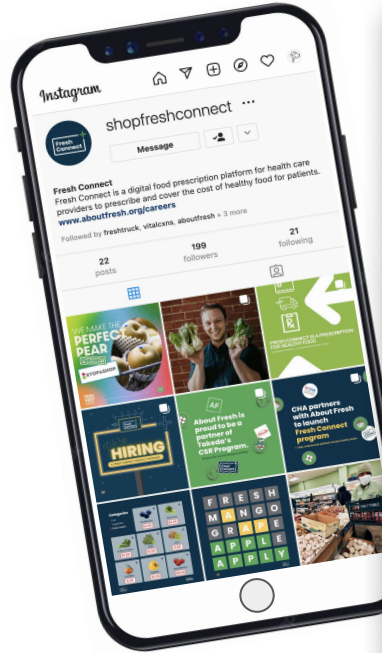 Instagram
shopfreshconnect ...
Fresh
Connect
Message
Fresh Connect
Fresh Connect is a digital food prescription platform for health care
providers to prescribe and cover the cost of healthy food for patients.
www.aboutfresh.org/careers
Followed by freshtruck, vitalcxns, aboutfresh + 3 more
22
posts
199
followers
21
following
WE MAKE THE
PERFECT
PEAR
STOP&SHOP
FRESH CONNECT IS A PRESCRIPTION
FOR HEALTHY FOOD
HIRING
AF
About Fresh is
proud to be a
partner of
Takeda's
CSR Program.
CHA partners
with About Fresh
to launch
Fresh Connect
program
Categories
FRESH
MANGO
GRAPE
APPLE
APPLY